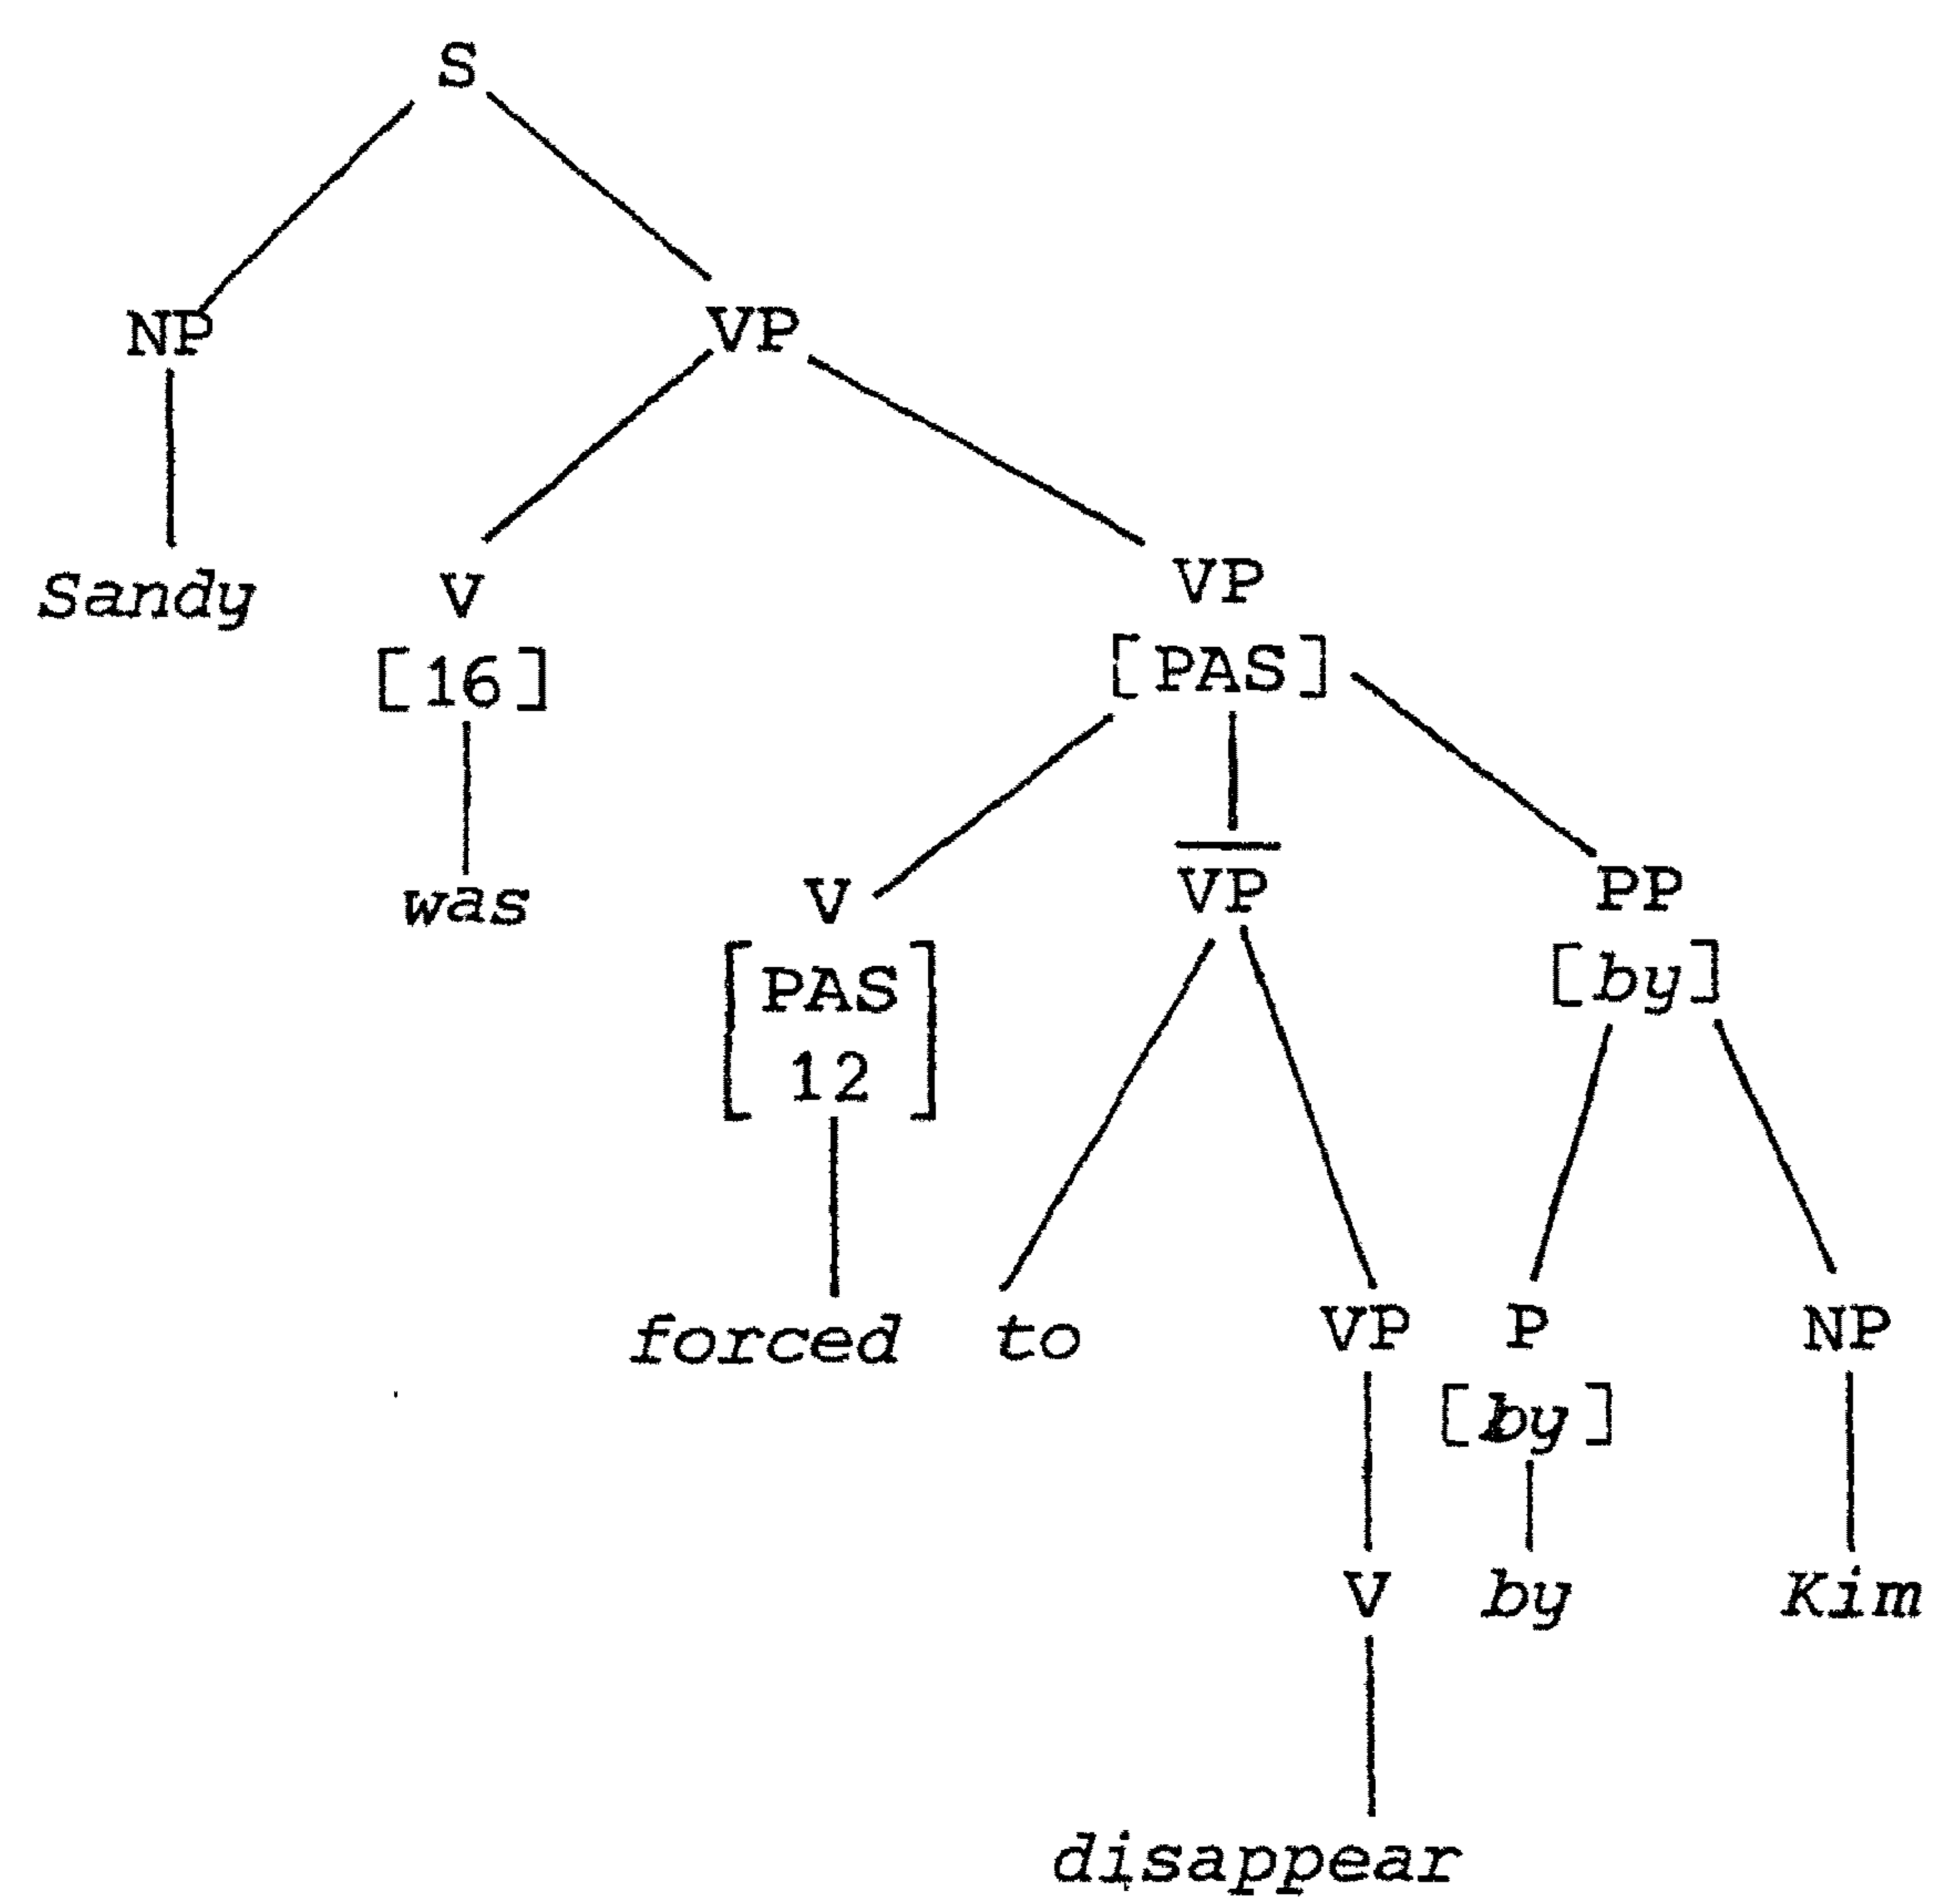 S
NP VP
Sandy V VP
[16] [PAS]
was V V̅P̅ PP
[PAS 12] [by]
forced to VP P NP
[by]
V by Kim
disappear